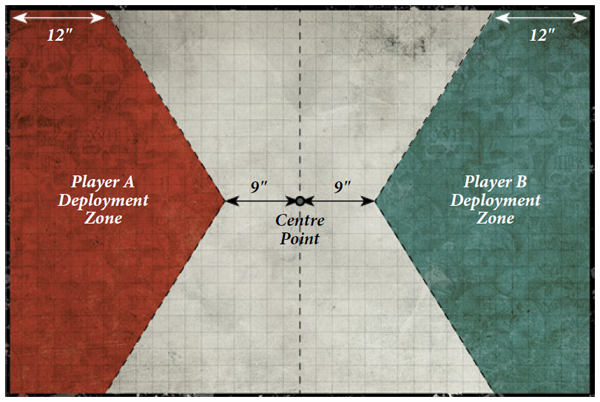 12"
12"
Player A
Deployment
Zone
9"
9"
Centre
Point
Player B
Deployment
Zone